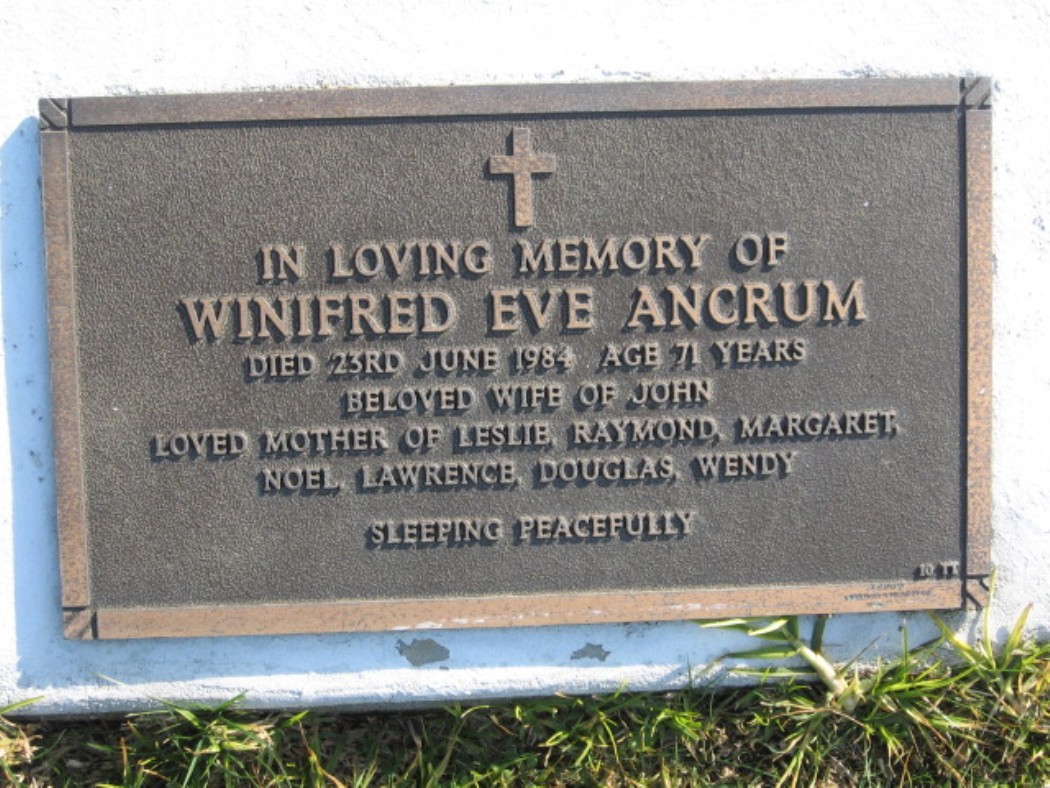 IN LOVING MEMORY OF
WINIFRED EVE ANCRUM
DIED 23RD JUNE 1984 AGE 71 YEARS
BELOVED WIFE OF JOHN
LOVED MOTHER OF LESLIE, RAYMOND, MARGARET,
NOEL, LAWRENCE, DOUGLAS, WENDY
SLEEPING PEACEFULLY